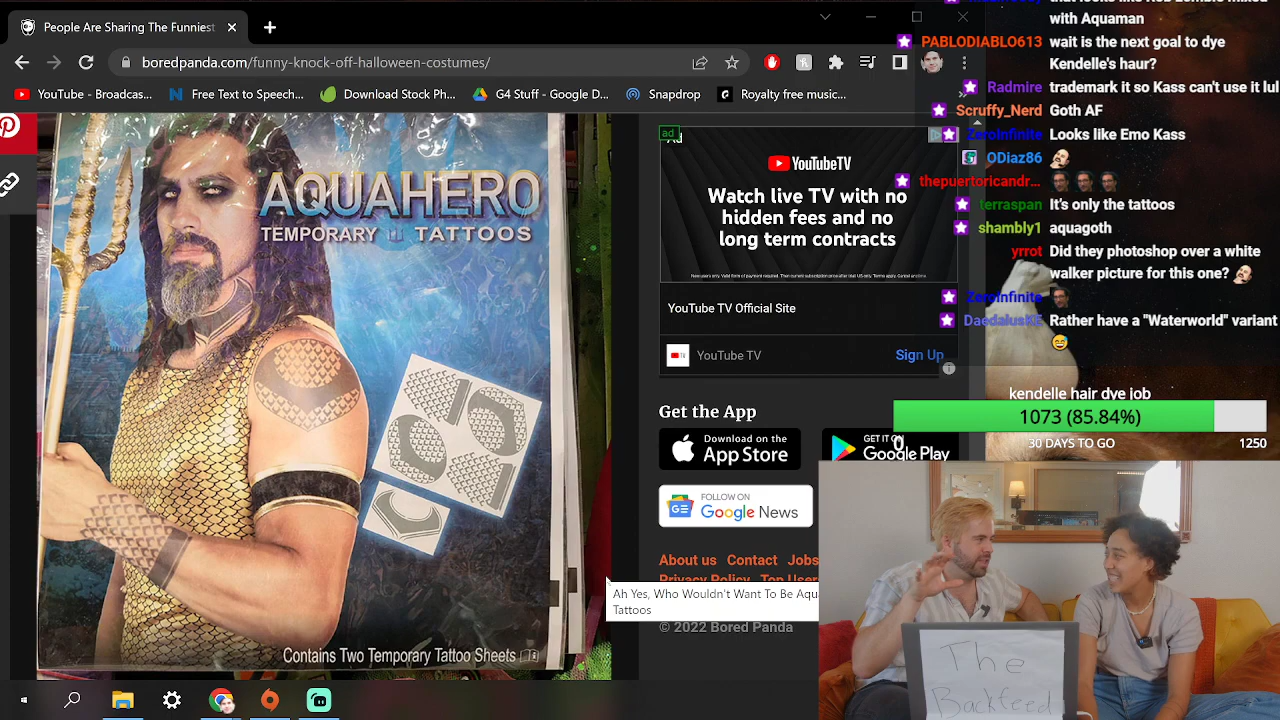 People Are Sharing The Funniest
boredpanda.com/funny-knock-off-halloween-costumes/
YouTube - Broadcas...
Free Text to Speech...
Download Stock Ph...
G4 Stuff - Google D...
Snapdrop
Royalty free music...
AQUAHERO
TEMPORARY TATTOOS
Contains Two Temporary Tattoo Sheets
ad
YouTubeTV
Watch live TV with no
hidden fees and no
long term contracts
YouTube TV Official Site
YouTube TV
Sign Up
Get the App
Download on the
App Store
GET IT ON
Google Play
FOLLOW ON
Google News
About us Contact Jobs
Privacy Policy Top Users
Ah Yes, Who Wouldn't Want To Be Aqu
Tattoos
© 2022 Bored Panda
with Aquaman
PABLODIABLO613 wait is the next goal to dye
Kendelle's haur?
Radmire trademark it so Kass can't use it lul
Scruffy_Nerd Goth AF
ZeroInfinite Looks like Emo Kass
ODiaz86
thepuertoricandr...
terraspan It's only the tattoos
shambly1 aquagoth
yrrot Did they photoshop over a white
walker picture for this one?
ZeroInfinite
Rather have a "Waterworld" variant
kendelle hair dye job
1073 (85.84%)
0
30 DAYS TO GO
1250
The
Backfeed